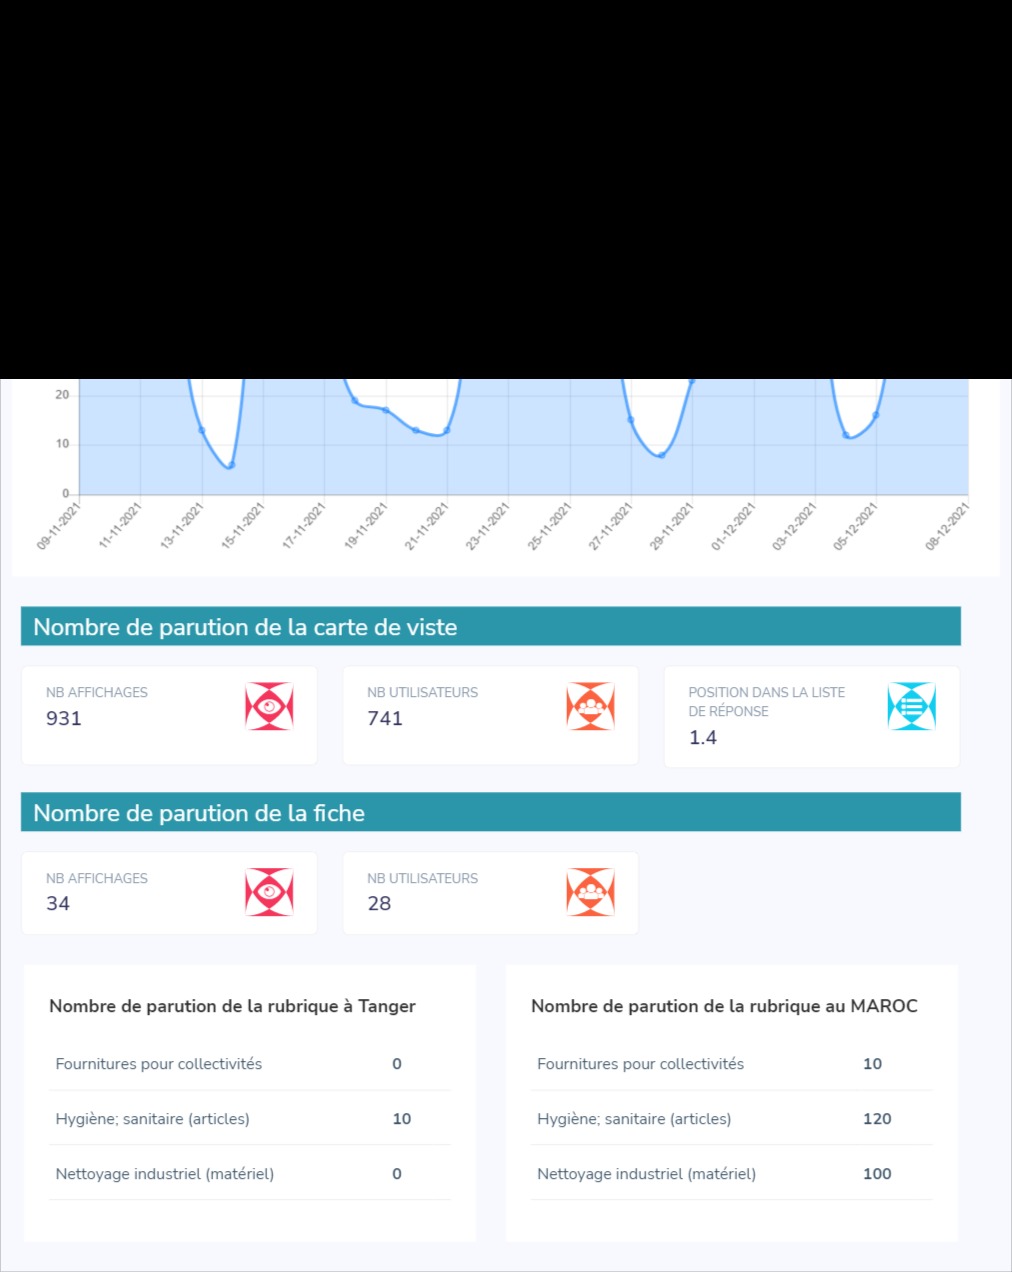 20
10
0
09-11-2021
11-11-2021
13-11-2021
15-11-2021
17-11-2021
19-11-2021
21-11-2021
23-11-2021
25-11-2021
27-11-2021
29-11-2021
01-12-2021
03-12-2021
05-12-2021
08-12-2021
Nombre de parution de la carte de viste
NB AFFICHAGES
931
NB UTILISATEURS
741
POSITION DANS LA LISTE
DE RÉPONSE
1.4
Nombre de parution de la fiche
NB AFFICHAGES
34
NB UTILISATEURS
28
Nombre de parution de la rubrique à Tanger
Fournitures pour collectivités 0
Hygiène; sanitaire (articles) 10
Nettoyage industriel (matériel) 0
Nombre de parution de la rubrique au MAROC
Fournitures pour collectivités 10
Hygiène; sanitaire (articles) 120
Nettoyage industriel (matériel) 100